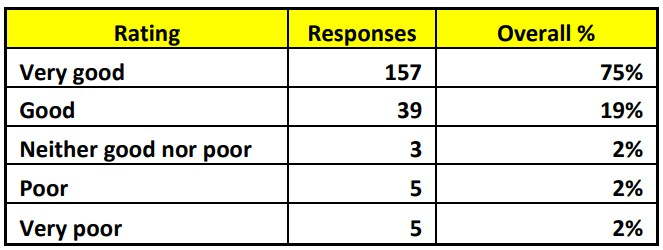 Rating Responses Overall %
Very good 157 75%
Good 39 19%
Neither good nor poor 3 2%
Poor 5 2%
Very poor 5 2%